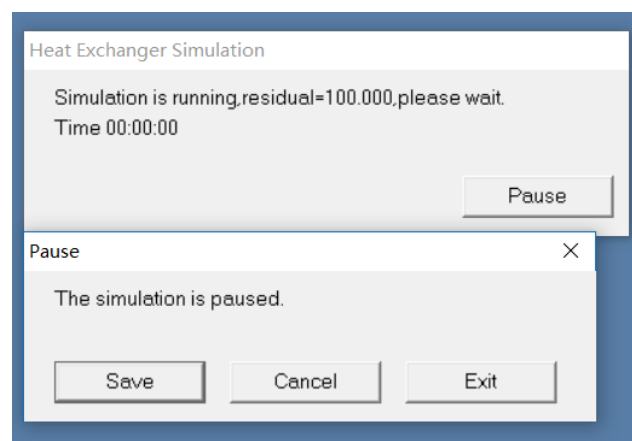 Heat Exchanger Simulation
Simulation is running,residual=100.000,please wait.
Time 00:00:00
Pause
Pause
The simulation is paused.
Save Cancel Exit